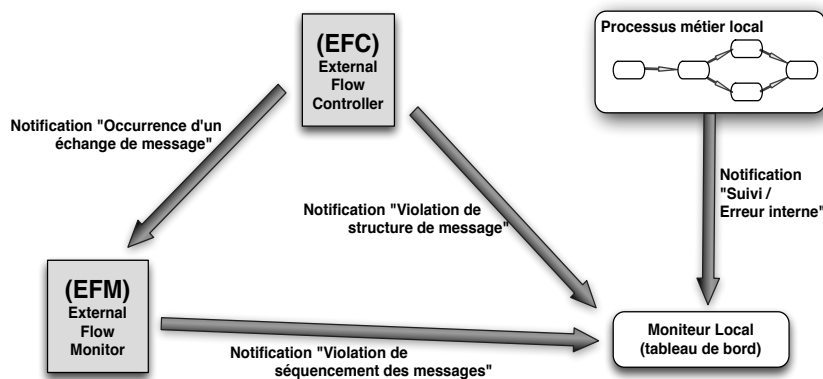 (EFC)
External
Flow
Controller
Processus métier local
Notification "Occurrence d'un
échange de message"
Notification
"Suivi /
Erreur interne"
Notification "Violation de
structure de message"
(EFM)
External
Flow
Monitor
Moniteur Local
(tableau de bord)
Notification "Violation de
séquencement des messages"